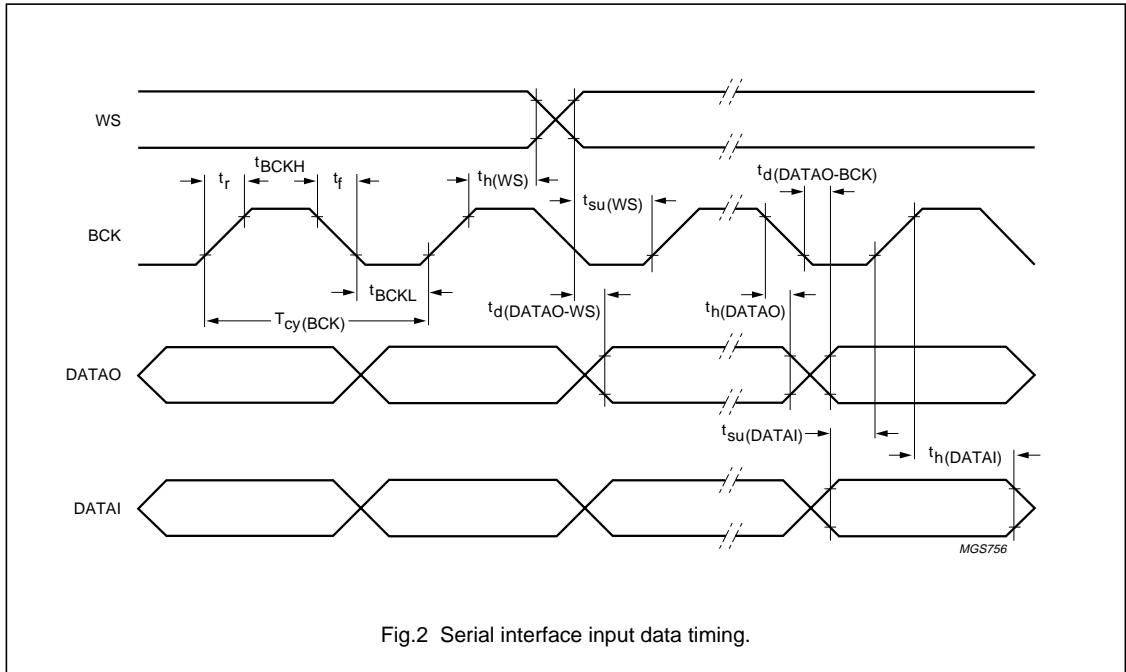 WS
tBCKH
tr
tf
th(WS)
td(DATAO-BCK)
tsu(WS)
BCK
tBCKL
td(DATAO-WS)
th(DATAO)
Tcy(BCK)
DATAO
tsu(DATAI)
th(DATAI)
DATAI
MGS756
Fig.2 Serial interface input data timing.